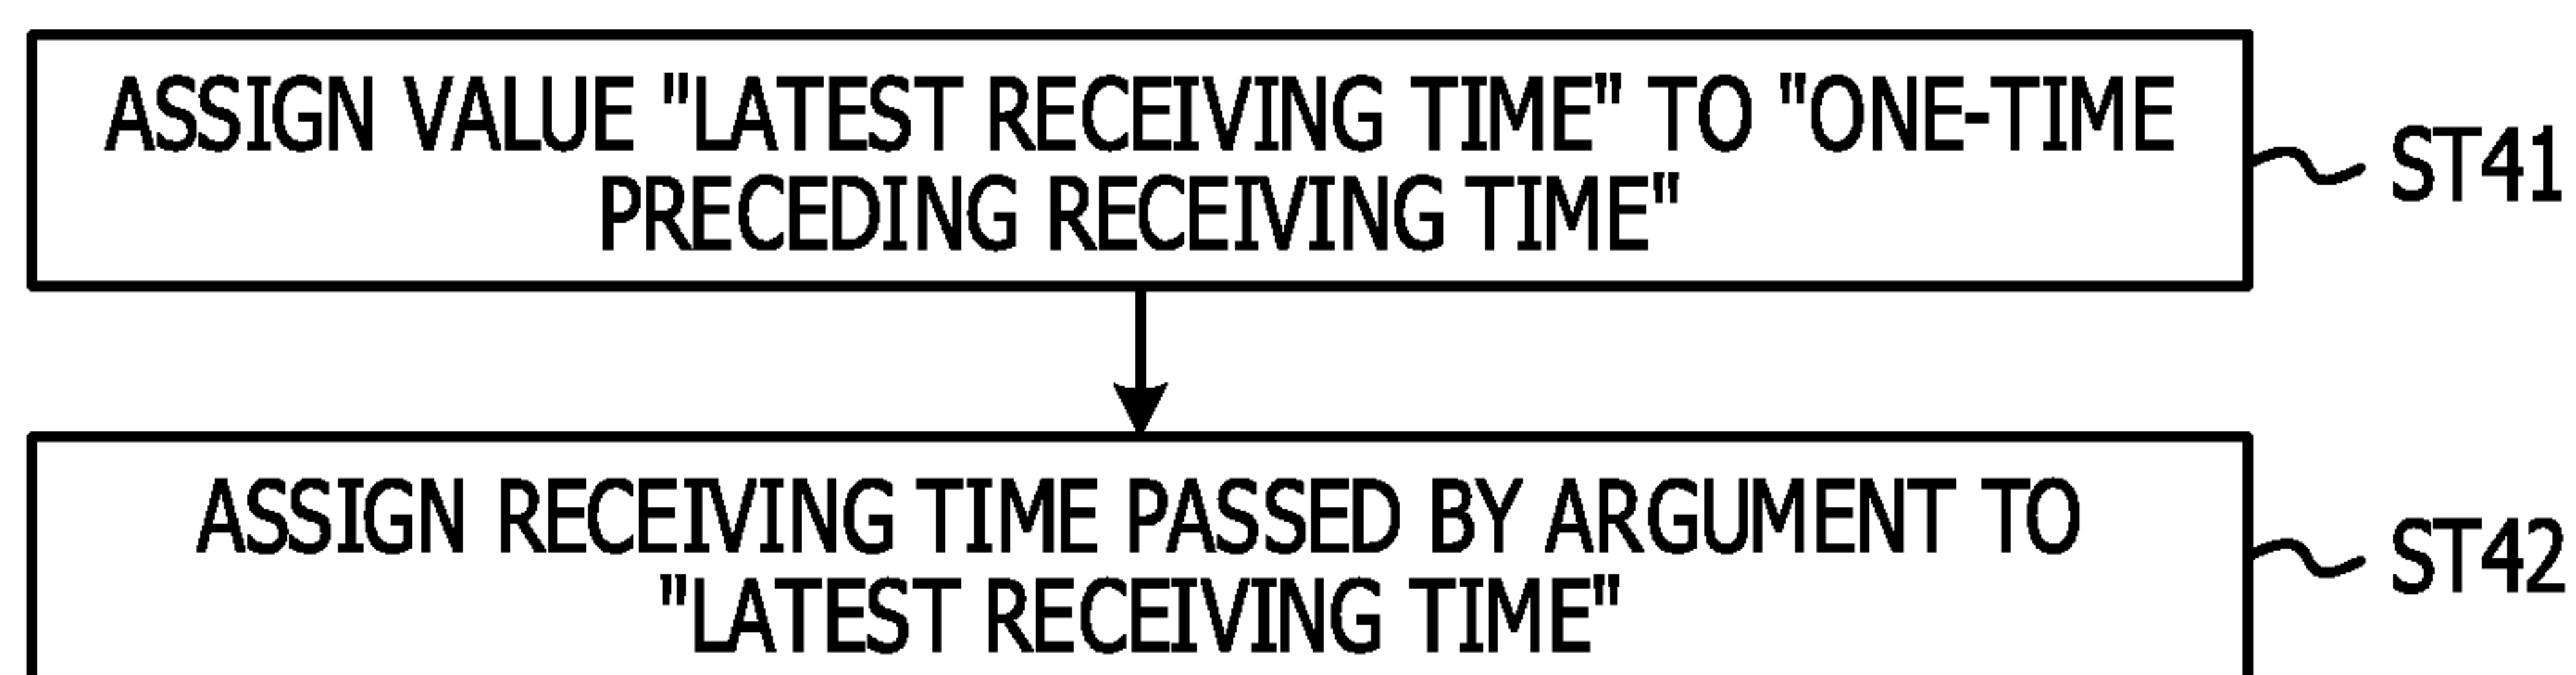 ASSIGN VALUE "LATEST RECEIVING TIME" TO "ONE-TIME
PRECEDING RECEIVING TIME"
ST41
ASSIGN RECEIVING TIME PASSED BY ARGUMENT TO
"LATEST RECEIVING TIME"
ST42